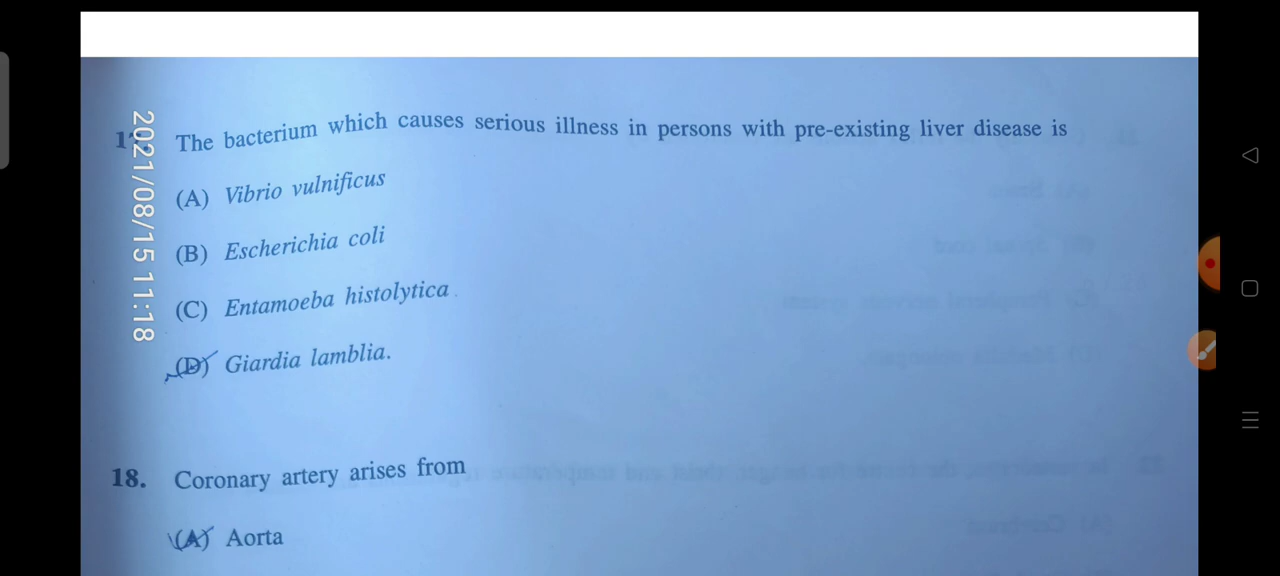 17. The bacterium which causes serious illness in persons with pre-existing liver disease is
(A) Vibrio vulnificus
(B) Escherichia coli
(C) Entamoeba histolytica
(D) Giardia lamblia.
18. Coronary artery arises from
(A) Aorta
2021/08/15 11:18